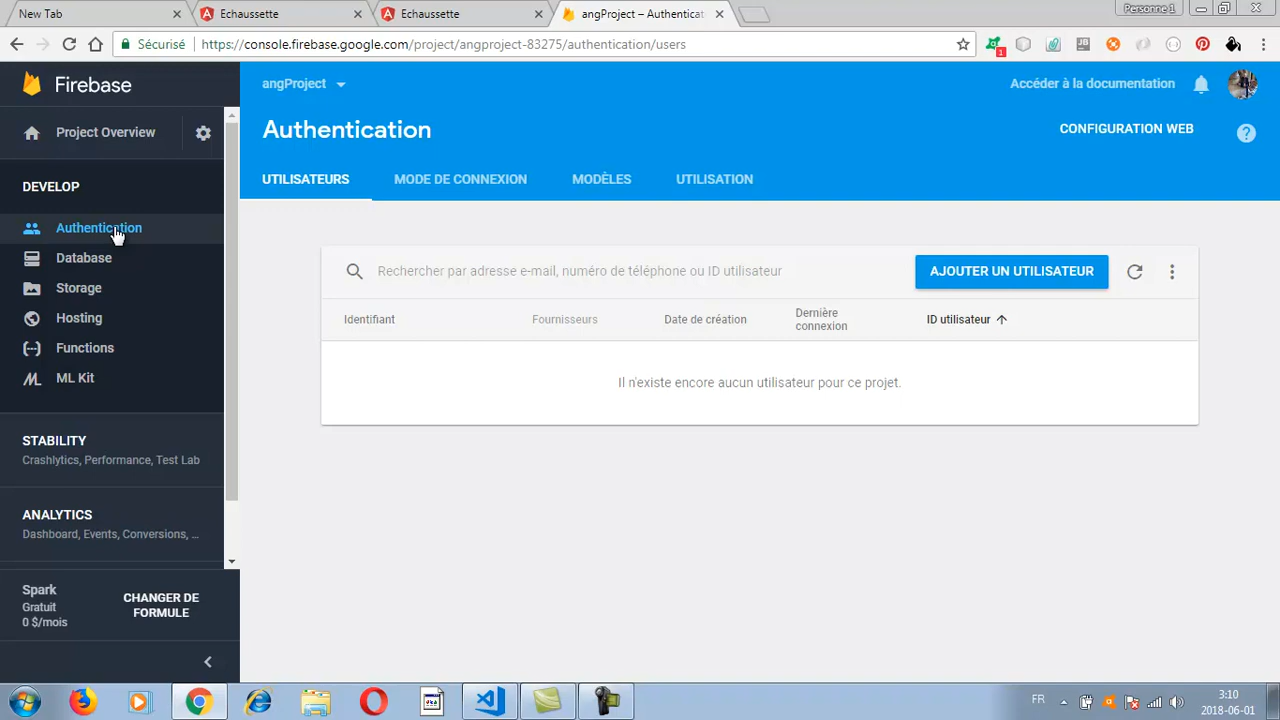 New Tab
Echaussette
Echaussette
angProject – Authenticat
Personne 1
Sécurisé
https://console.firebase.google.com/project/angproject-83275/authentication/users
JB
1
Firebase
angProject
Accéder à la documentation
Project Overview
Authentication
CONFIGURATION WEB
?
UTILISATEURS
MODE DE CONNEXION
MODÈLES
UTILISATION
DEVELOP
Authentication
Database
Storage
Hosting
Functions
ML Kit
Rechercher par adresse e-mail, numéro de téléphone ou ID utilisateur
AJOUTER UN UTILISATEUR
Identifiant
Fournisseurs
Date de création
Dernière
connexion
ID utilisateur
Il n'existe encore aucun utilisateur pour ce projet.
STABILITY
Crashlytics, Performance, Test Lab
ANALYTICS
Dashboard, Events, Conversions, ...
Spark
Gratuit
0 $/mois
CHANGER DE
FORMULE
FR
3:10
2018-06-01